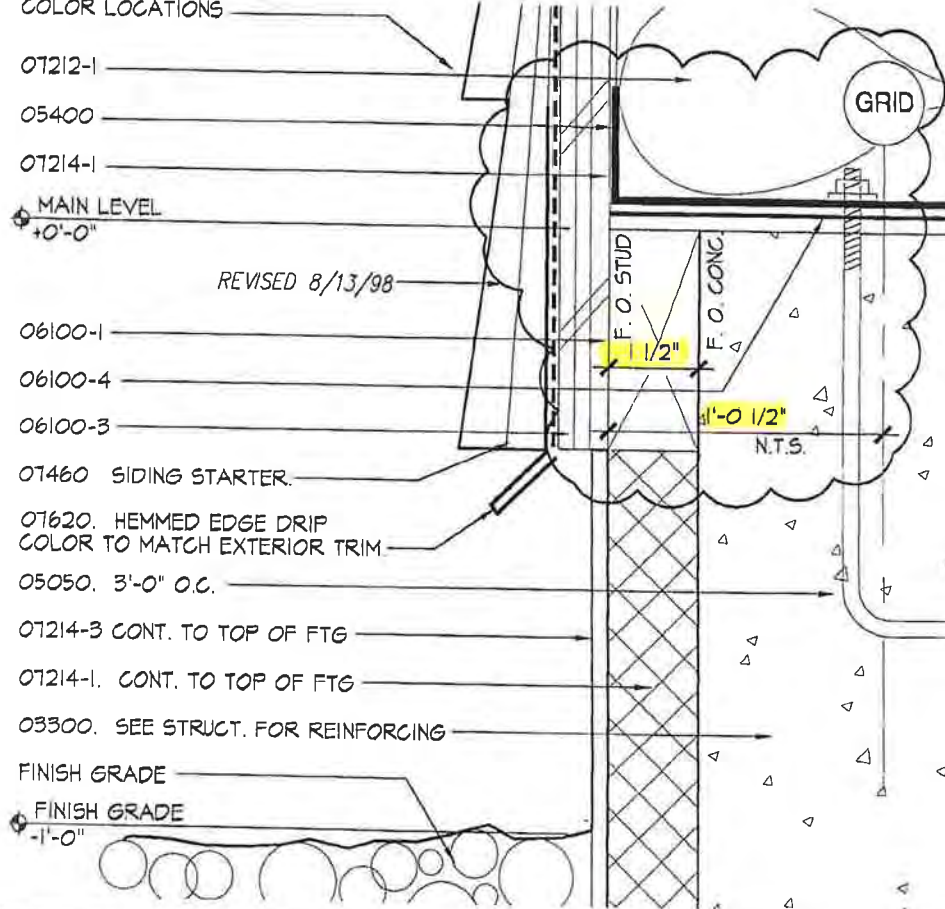 COLOR LOCATIONS
07212-1
05400
07214-1
MAIN LEVEL
+0'-0"
REVISED 8/13/98
06100-1
06100-4
06100-3
07460 SIDING STARTER.
07620. HEMMED EDGE DRIP
COLOR TO MATCH EXTERIOR TRIM
05050. 3'-0" O.C.
07214-3 CONT. TO TOP OF FTG
07214-1. CONT. TO TOP OF FTG
03300. SEE STRUCT. FOR REINFORCING
FINISH GRADE
FINISH GRADE
-1'-0"
GRID
F. O. STUD
F. O. CONC.
1 1/2"
1'-0 1/2"
N.T.S.